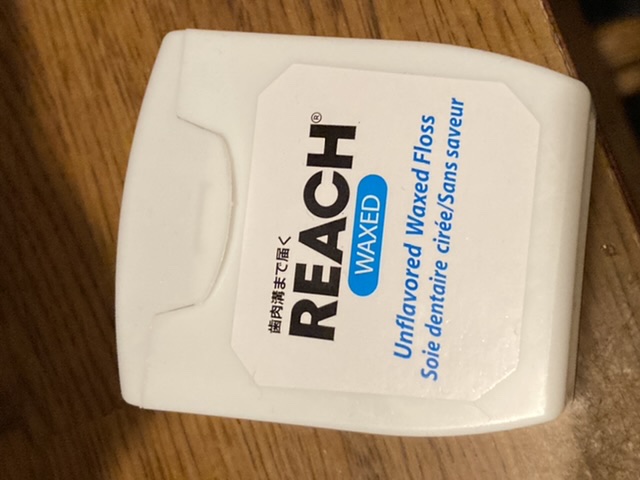 歯肉溝まで届く
REACH®
WAXED
Unflavored Waxed Floss
Soie dentaire cirée/Sans saveur